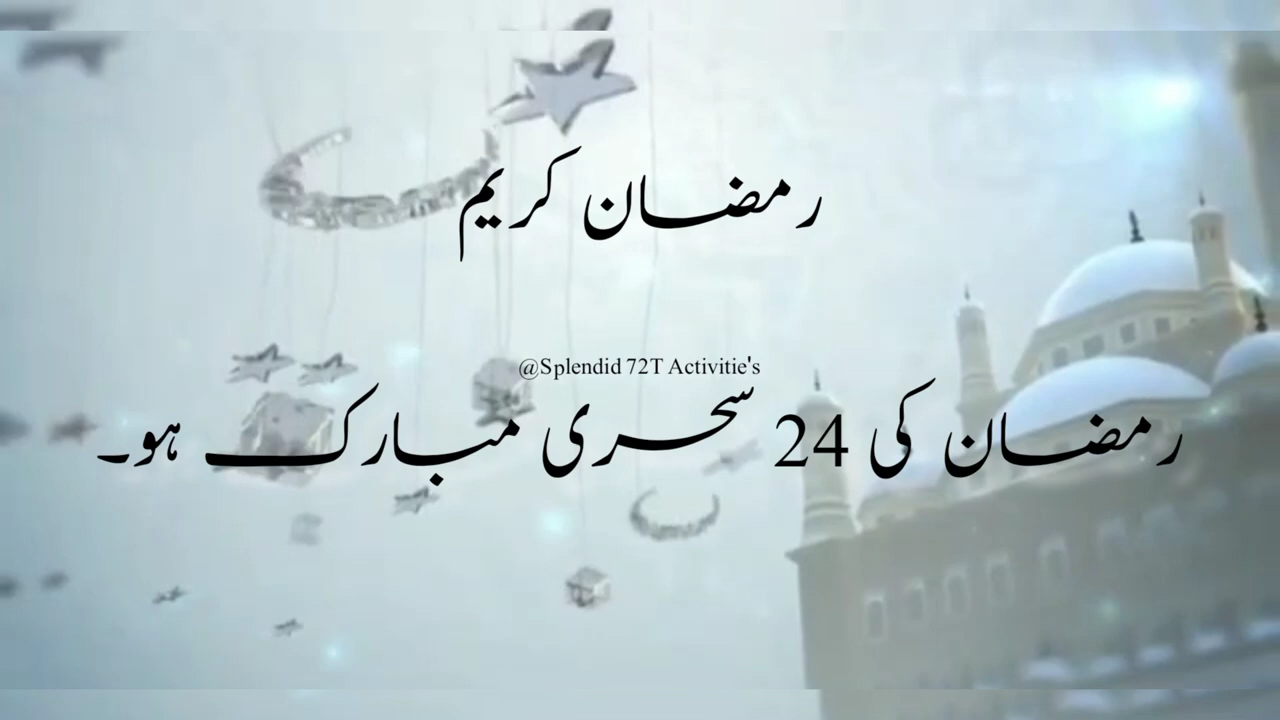 رمضان کریم
@Splendid 72T Activitie's
رمضان کی 24 سحری مبارک ہو۔